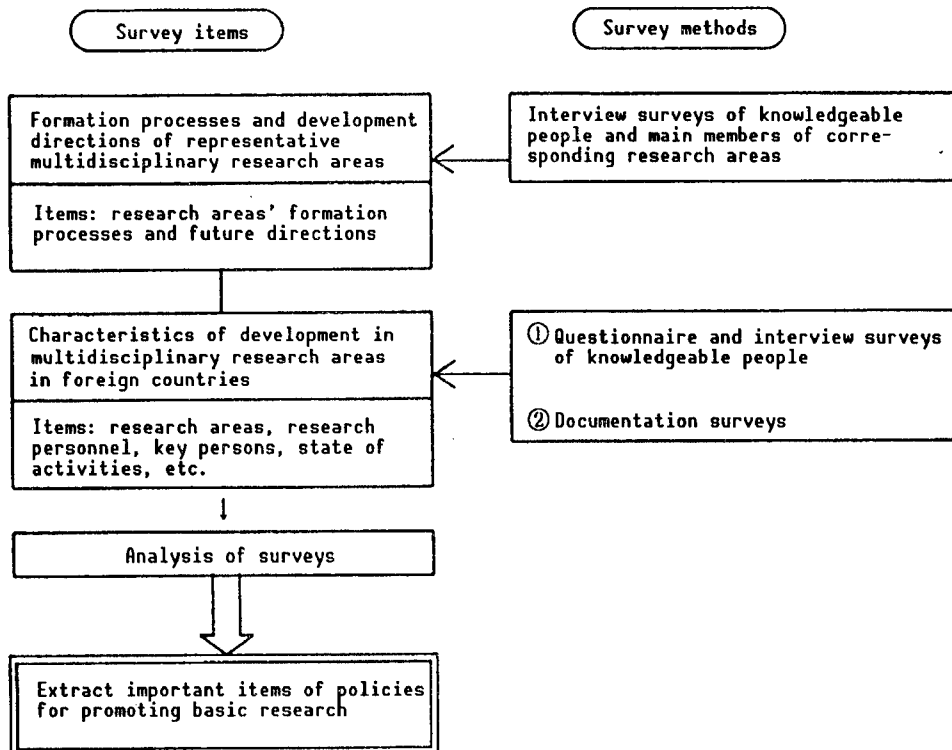 Survey items
Survey methods
Formation processes and development
directions of representative
multidisciplinary research areas
Items: research areas' formation
processes and future directions
Interview surveys of knowledgeable
people and main members of corre-
sponding research areas
Characteristics of development in
multidisciplinary research areas
in foreign countries
Items: research areas, research
personnel, key persons, state of
activities, etc.
① Questionnaire and interview surveys
of knowledgeable people
② Documentation surveys
Analysis of surveys
Extract important items of policies
for promoting basic research